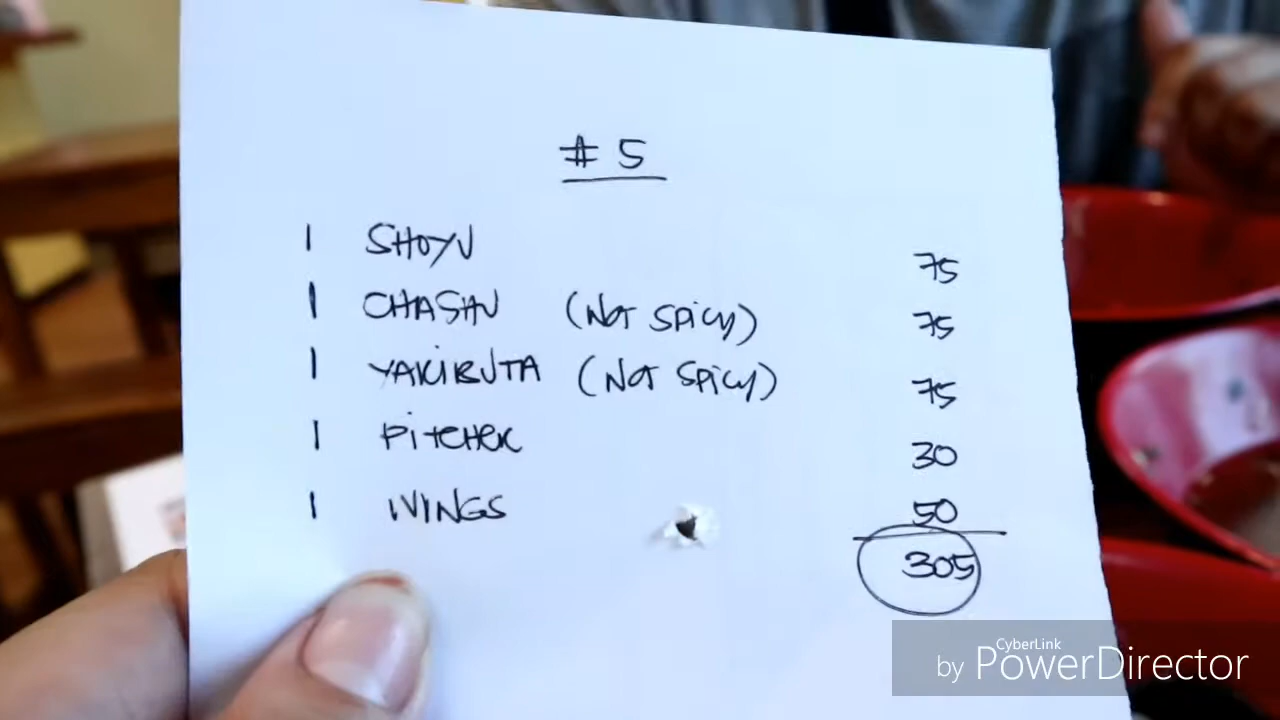 # 5
1 SHOYU 75
1 CHASHU (NOT SPICY) 75
1 YAKIBUTA (NOT SPICY) 75
1 PITCHER 30
1 WINGS 50
305
CyberLink
by PowerDirector